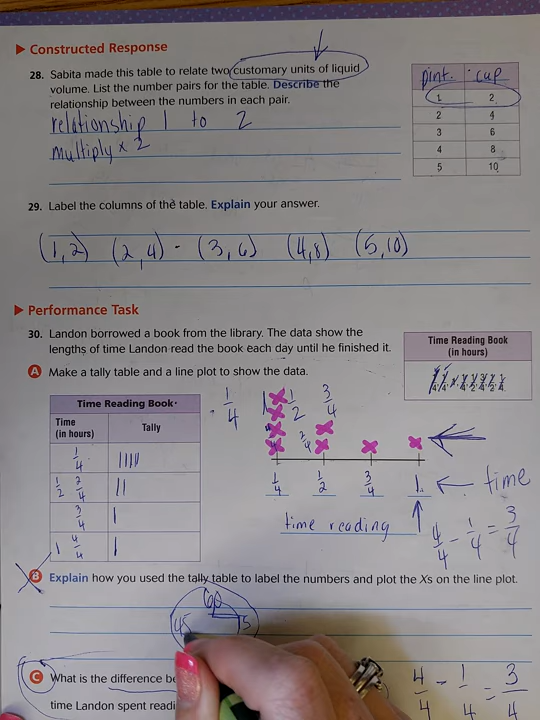 Constructed Response
28. Sabita made this table to relate two customary units of liquid
volume. List the number pairs for the table. Describe the
relationship between the numbers in each pair.
relationship 1 to 2
multiply x 2
pint. cup
1 2
2 4
3 6
4 8
5 10
29. Label the columns of the table. Explain your answer.
(1,2) (2,4) - (3,6) (4,8) (5,10)
Performance Task
30. Landon borrowed a book from the library. The data show the
lengths of time Landon read the book each day until he finished it.
A Make a tally table and a line plot to show the data.
Time Reading Book
(in hours)
Time Reading Book
Time
(in hours) Tally
1/4
1/2 2/4
3/4
1 4/4
1/4 1/2 3/4
2/4
1/4 1/2 3/4 1
time
time reading
4/4 - 1/4 = 3/4
B Explain how you used the tally table to label the numbers and plot the Xs on the line plot.
60
45 15
C What is the difference be
time Landon spent readi
4/4 - 1/4 = 3/4